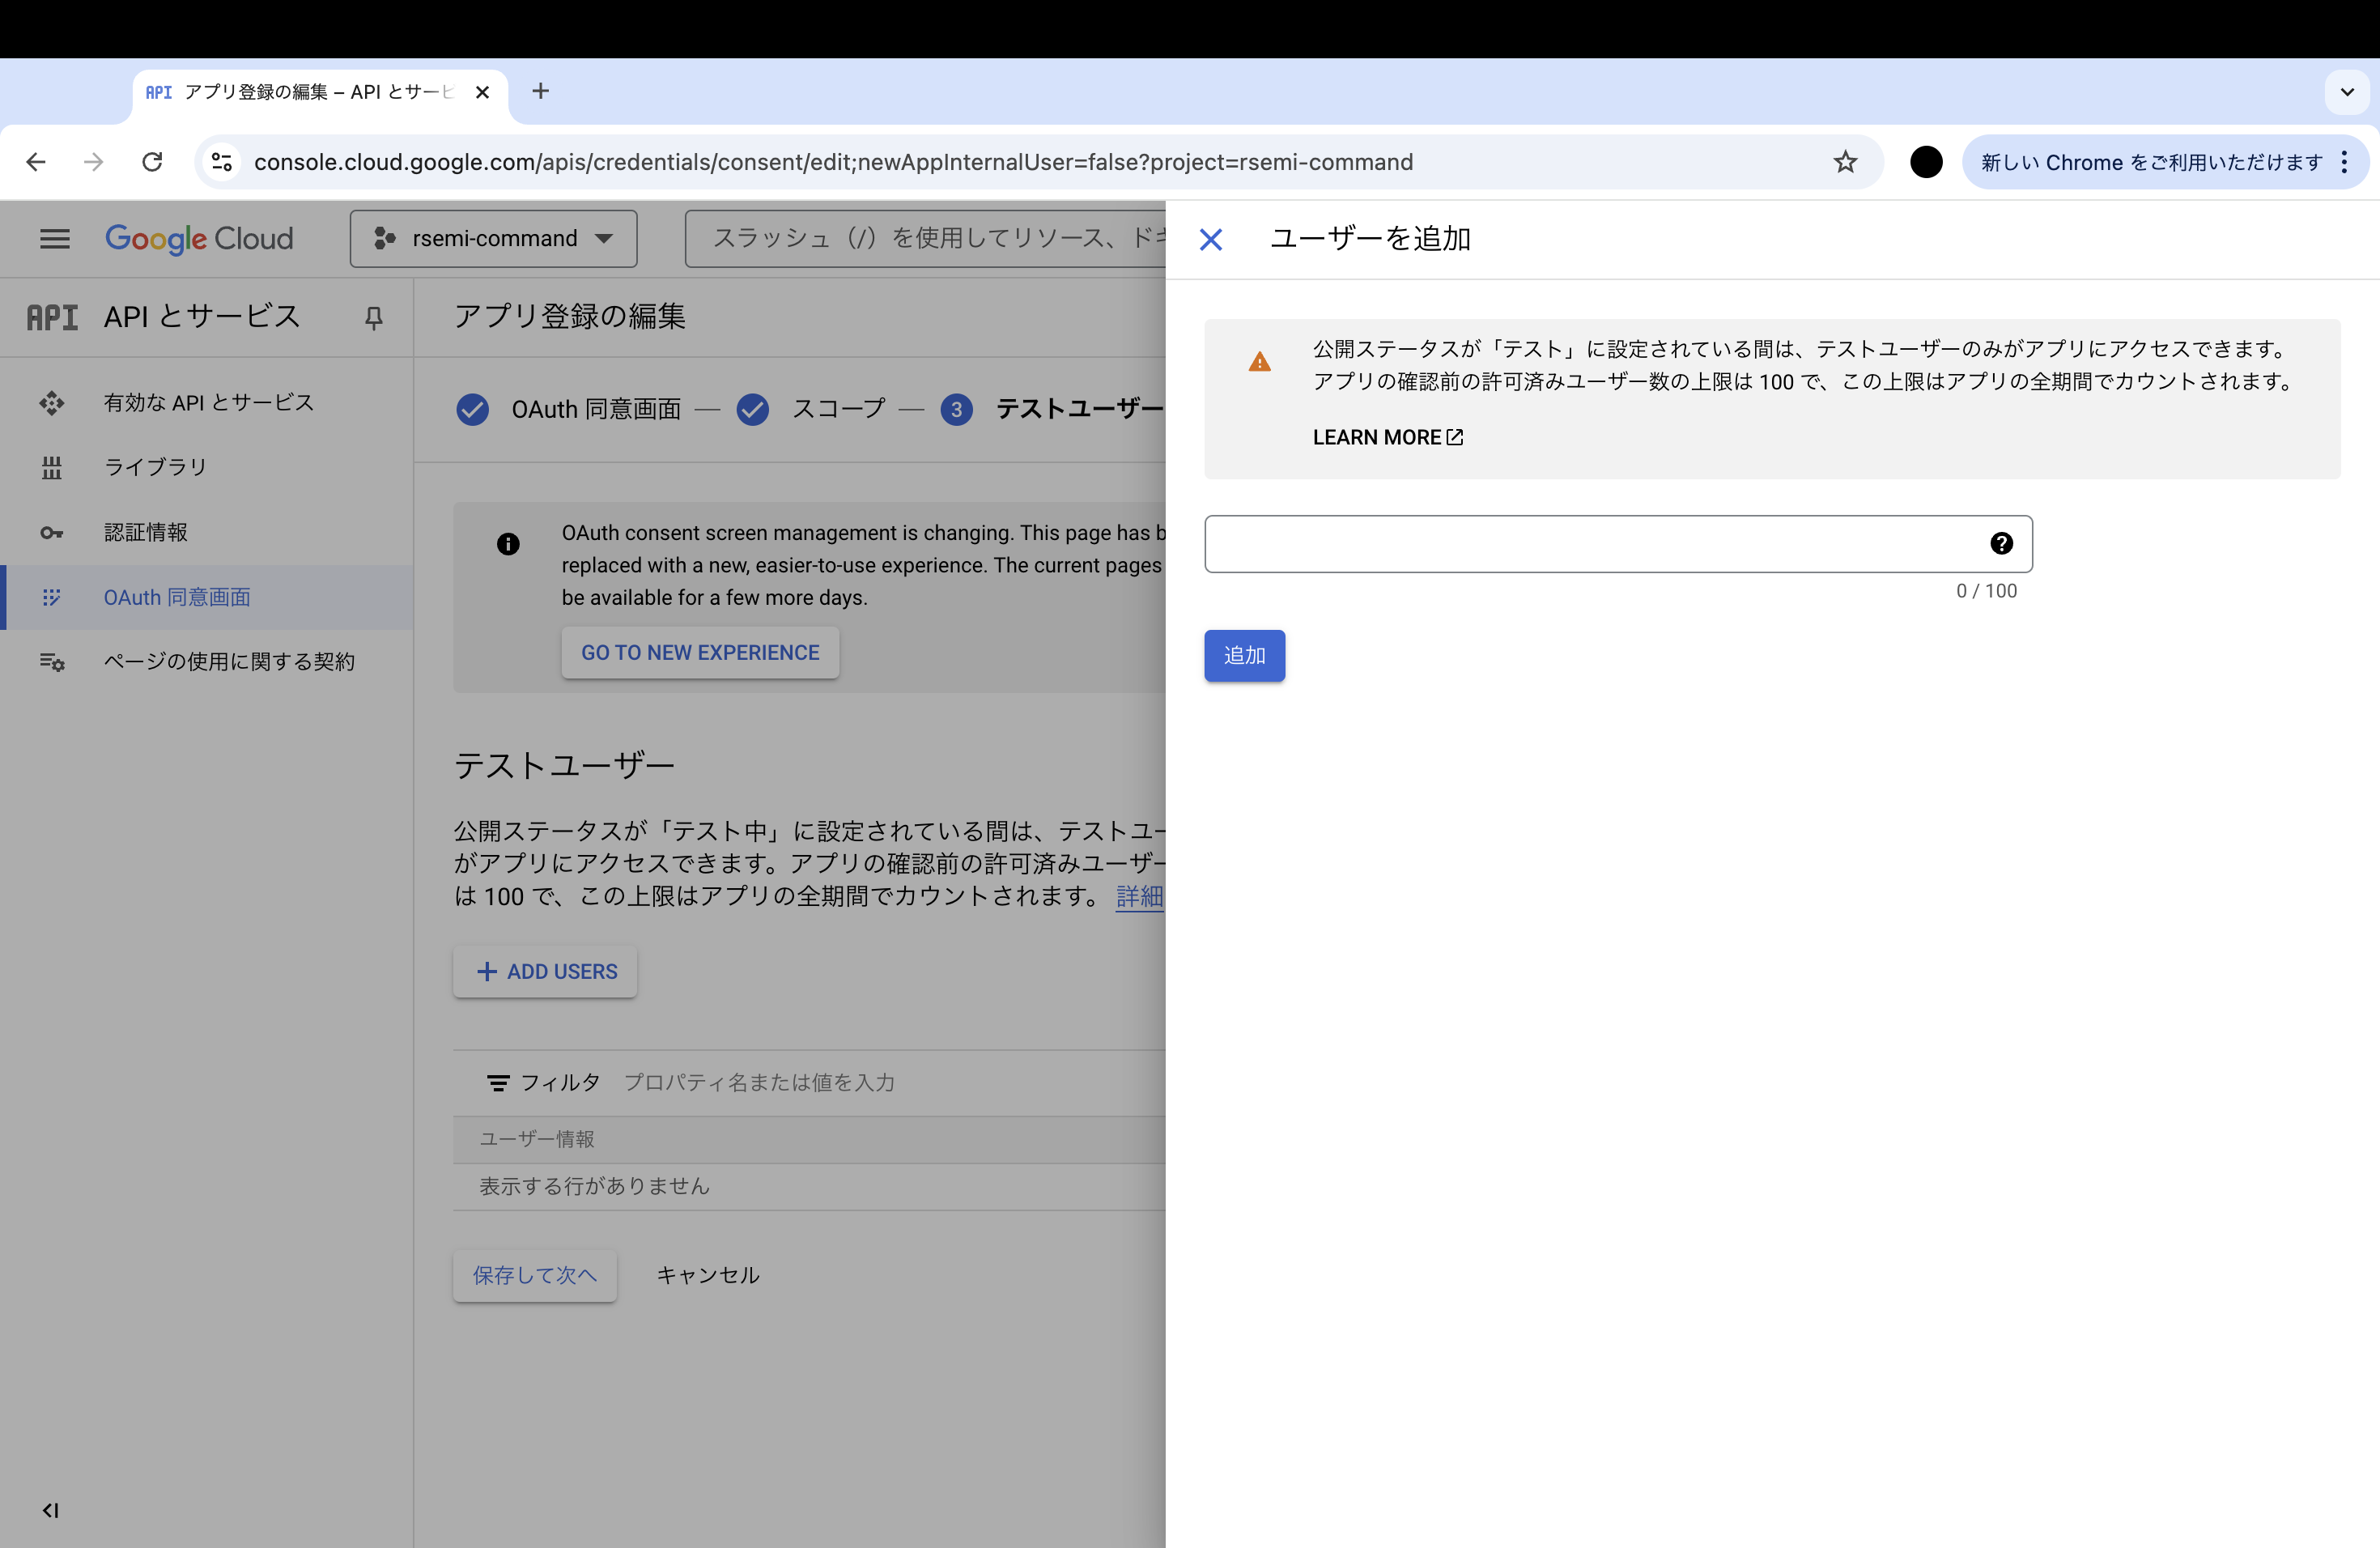 API アプリ登録の編集 – API とサービ
console.cloud.google.com/apis/credentials/consent/edit;newAppInternalUser=false?project=rsemi-command
新しい Chrome をご利用いただけます
Google Cloud
rsemi-command
スラッシュ（/）を使用してリソース、ドキ
API API とサービス
有効な API とサービス
ライブラリ
認証情報
OAuth 同意画面
ページの使用に関する契約
アプリ登録の編集
OAuth 同意画面 — スコープ — 3 テストユーザー —
OAuth consent screen management is changing. This page has b
replaced with a new, easier-to-use experience. The current pages
be available for a few more days.
GO TO NEW EXPERIENCE
テストユーザー
公開ステータスが「テスト中」に設定されている間は、テストユー
がアプリにアクセスできます。アプリの確認前の許可済みユーザー
は 100 で、この上限はアプリの全期間でカウントされます。 詳細
+ ADD USERS
フィルタ プロパティ名または値を入力
ユーザー情報
表示する行がありません
保存して次へ キャンセル
ユーザーを追加
公開ステータスが「テスト」に設定されている間は、テストユーザーのみがアプリにアクセスできます。
アプリの確認前の許可済みユーザー数の上限は 100 で、この上限はアプリの全期間でカウントされます。
LEARN MORE
0 / 100
追加